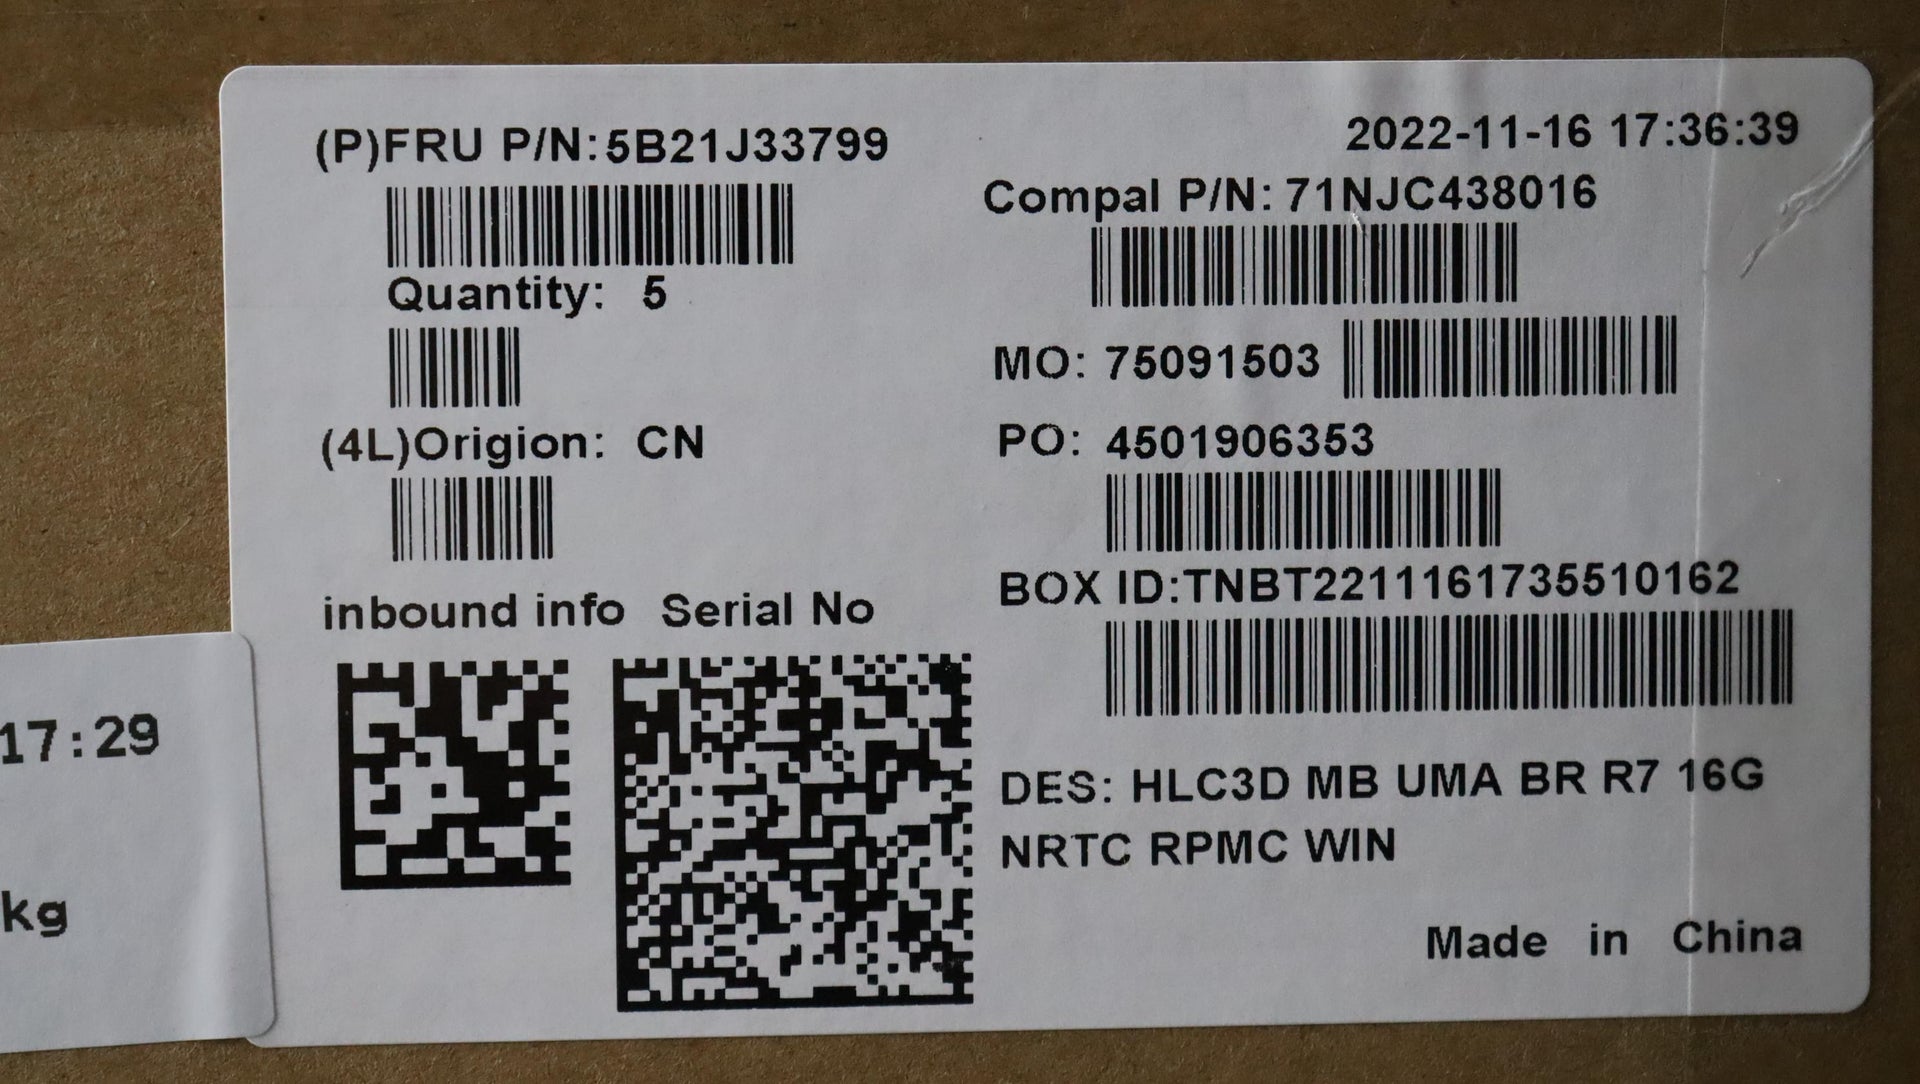 (P)FRU P/N:5B21J33799
Quantity: 5
(4L)Origion: CN
inbound info Serial No
2022-11-16 17:36:39
Compal P/N: 71NJC438016
MO: 75091503
PO: 4501906353
BOX ID:TNBT2211161735510162
DES: HLC3D MB UMA BR R7 16G
NRTC RPMC WIN
Made in China
17:29
kg